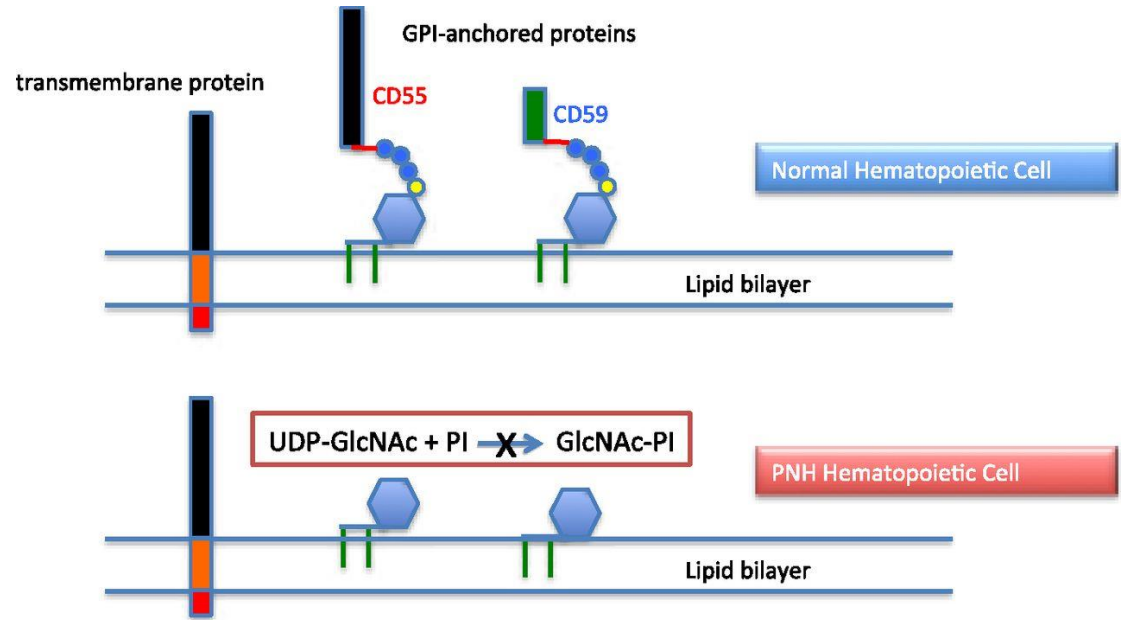 GPI-anchored proteins
transmembrane protein
CD55
CD59
Normal Hematopoietic Cell
Lipid bilayer
UDP-GlcNAc + PI X GlcNAc-PI
PNH Hematopoietic Cell
Lipid bilayer